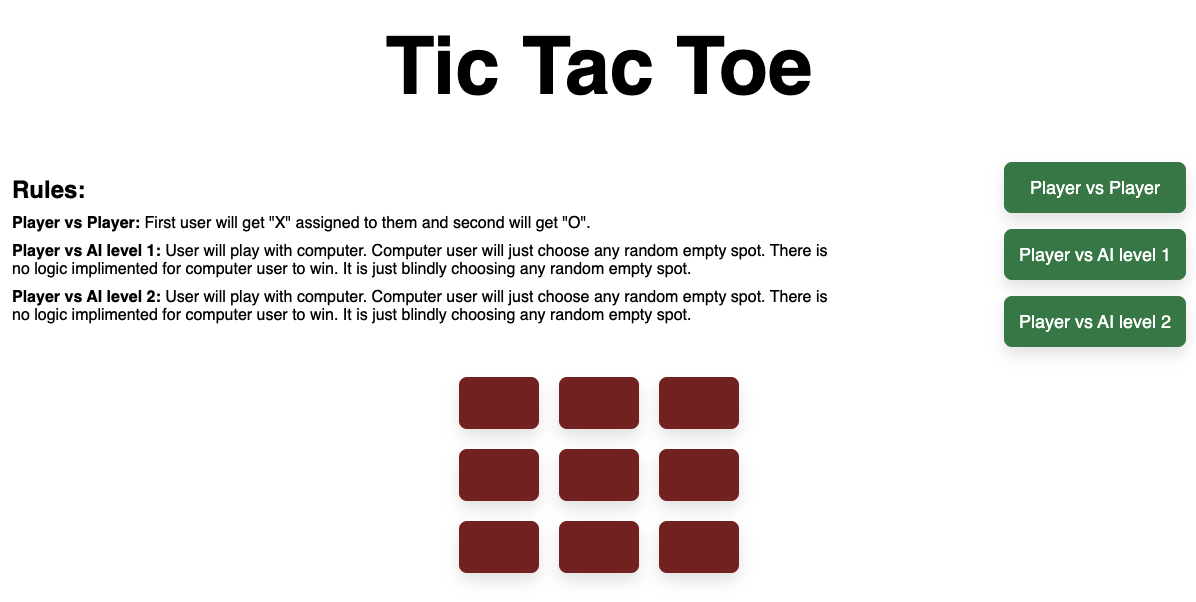 Tic Tac Toe
Rules:
Player vs Player: First user will get "X" assigned to them and second will get "O".
Player vs AI level 1: User will play with computer. Computer user will just choose any random empty spot. There is
no logic implimented for computer user to win. It is just blindly choosing any random empty spot.
Player vs AI level 2: User will play with computer. Computer user will just choose any random empty spot. There is
no logic implimented for computer user to win. It is just blindly choosing any random empty spot.
Player vs Player
Player vs AI level 1
Player vs AI level 2